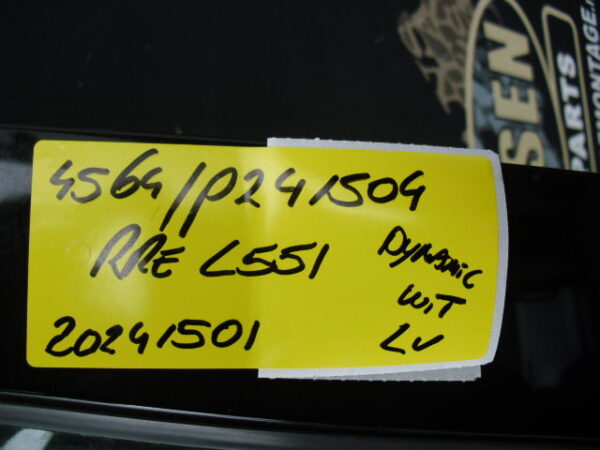 SEN
PARTS
MONTAGE.
4564/P241504
RRE L551
DYNAMIC
WIT
LV
20241501